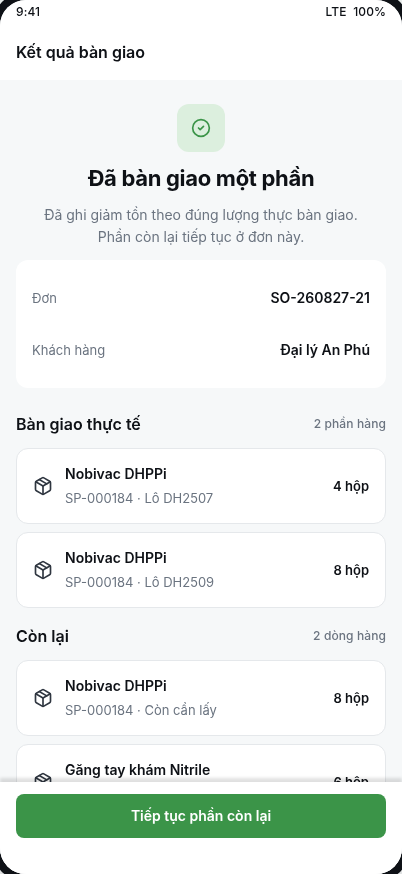 9:41
LTE 100%
Kết quả bàn giao
Đã bàn giao một phần
Đã ghi giảm tồn theo đúng lượng thực bàn giao.
Phần còn lại tiếp tục ở đơn này.
Đơn
SO-260827-21
Khách hàng
Đại lý An Phú
Bàn giao thực tế
2 phần hàng
Nobivac DHPPi
SP-000184 · Lô DH2507
4 hộp
Nobivac DHPPi
SP-000184 · Lô DH2509
8 hộp
Còn lại
2 dòng hàng
Nobivac DHPPi
SP-000184 · Còn cần lấy
8 hộp
Găng tay khám Nitrile
6 hộp
Tiếp tục phần còn lại